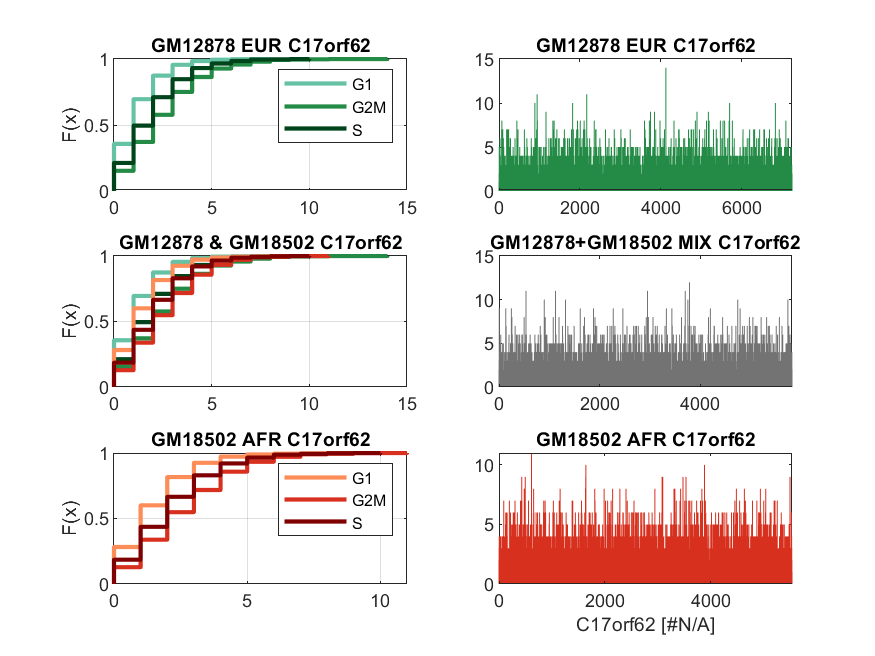 GM12878 EUR C17orf62
1
0.5
0
F(x)
0 5 10 15
G1
G2M
S
GM12878 EUR C17orf62
15
10
5
0
0 2000 4000 6000
GM12878 & GM18502 C17orf62
1
0.5
0
F(x)
0 5 10 15
GM12878+GM18502 MIX C17orf62
15
10
5
0
0 2000 4000
GM18502 AFR C17orf62
1
0.5
0
F(x)
0 5 10
G1
G2M
S
GM18502 AFR C17orf62
10
5
0
0 2000 4000
C17orf62 [#N/A]